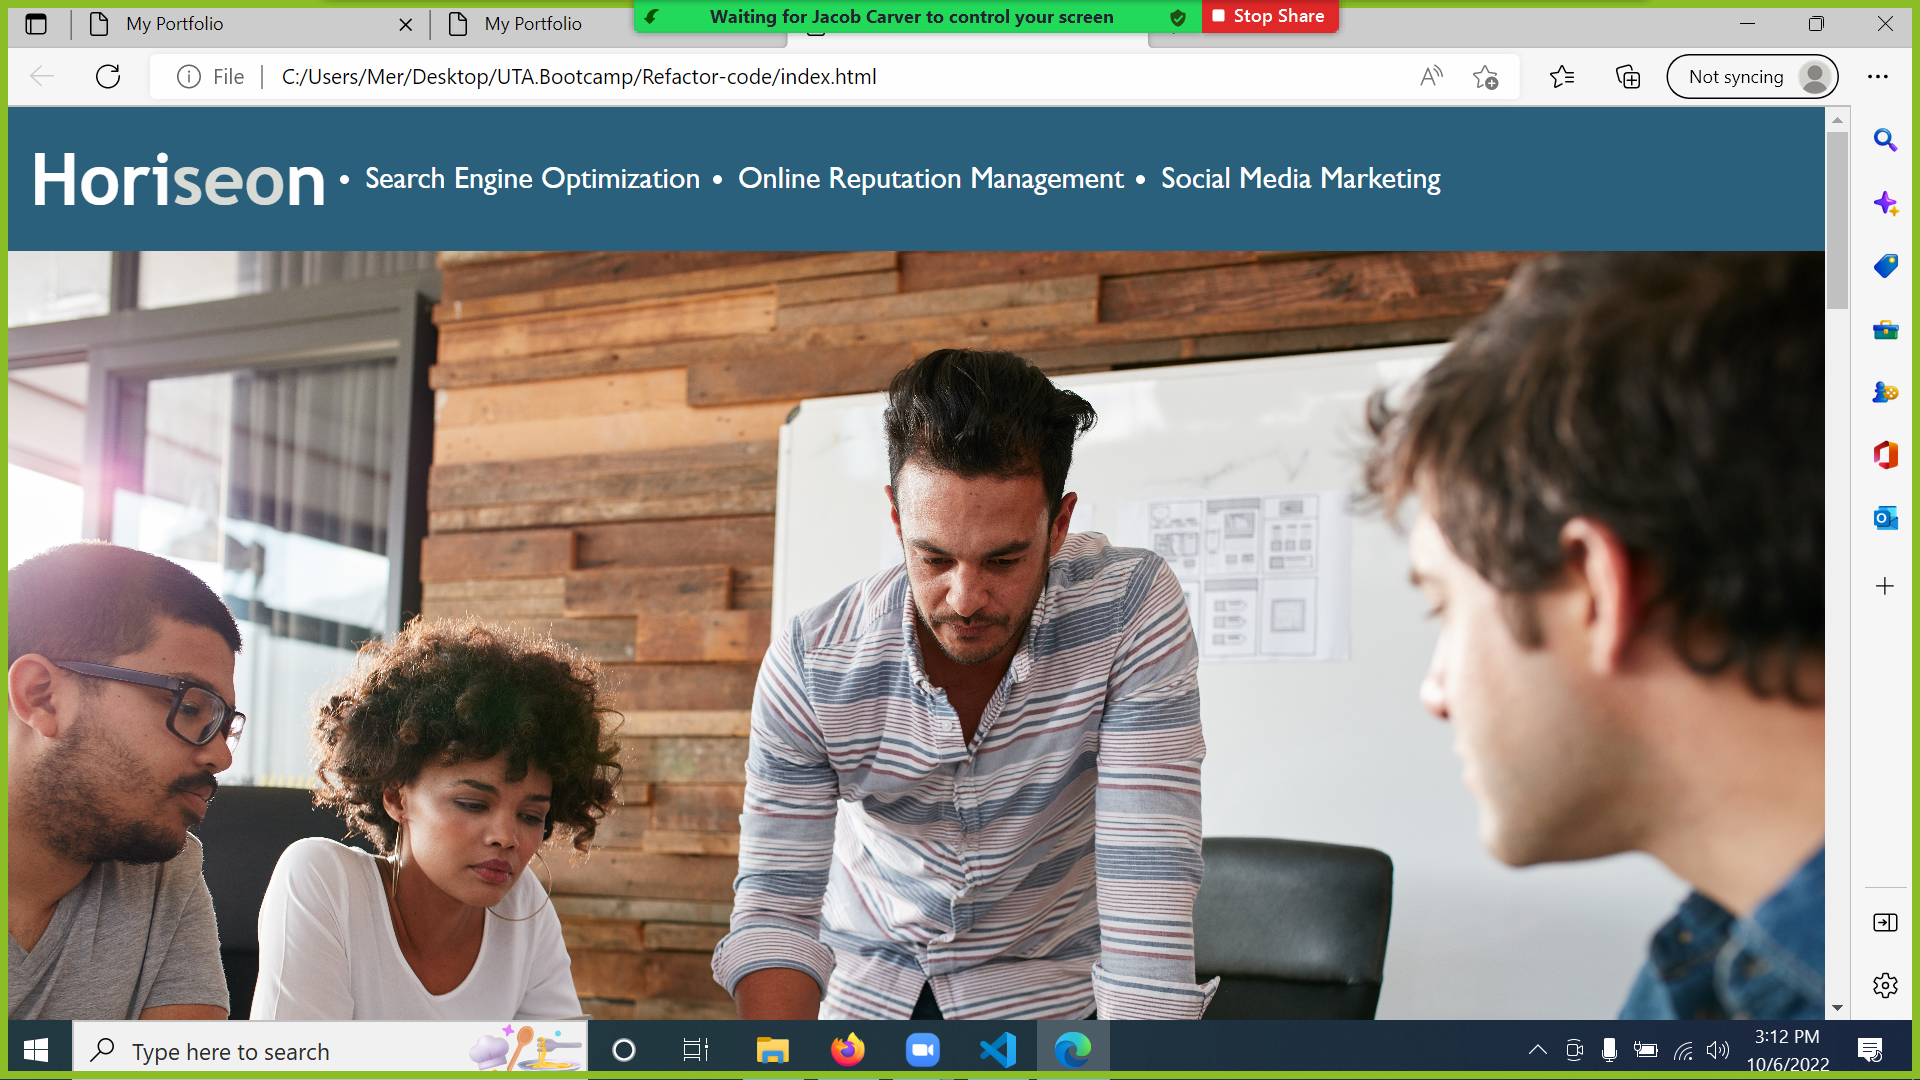 My Portfolio
My Portfolio
Waiting for Jacob Carver to control your screen
Stop Share
File
C:/Users/Mer/Desktop/UTA.Bootcamp/Refactor-code/index.html
Not syncing
Horiseon
• Search Engine Optimization • Online Reputation Management • Social Media Marketing
Type here to search
3:12 PM
10/6/2022